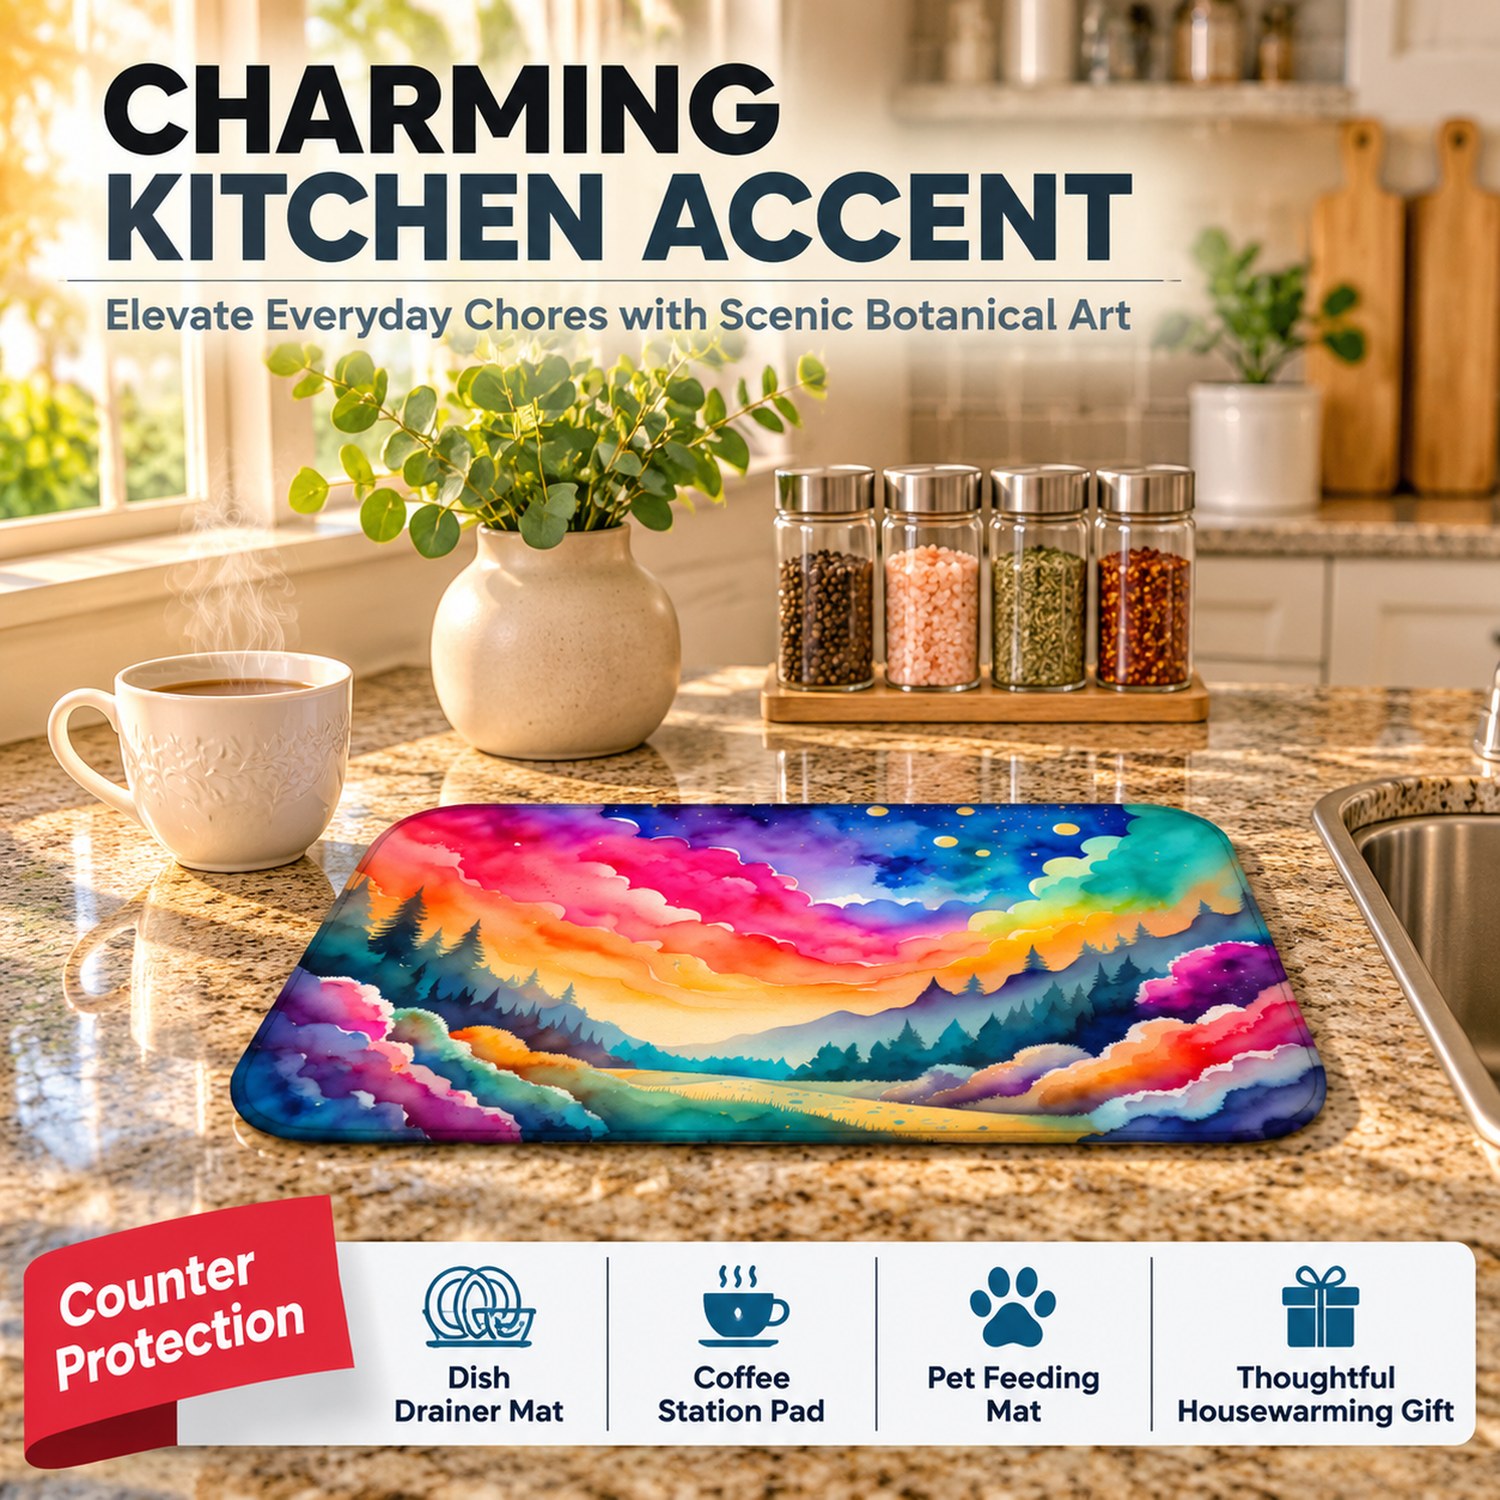 CHARMING
KITCHEN ACCENT
Elevate Everyday Chores with Scenic Botanical Art
Counter
Protection
Dish
Drainer Mat
Coffee
Station Pad
Pet Feeding
Mat
Thoughtful
Housewarming Gift